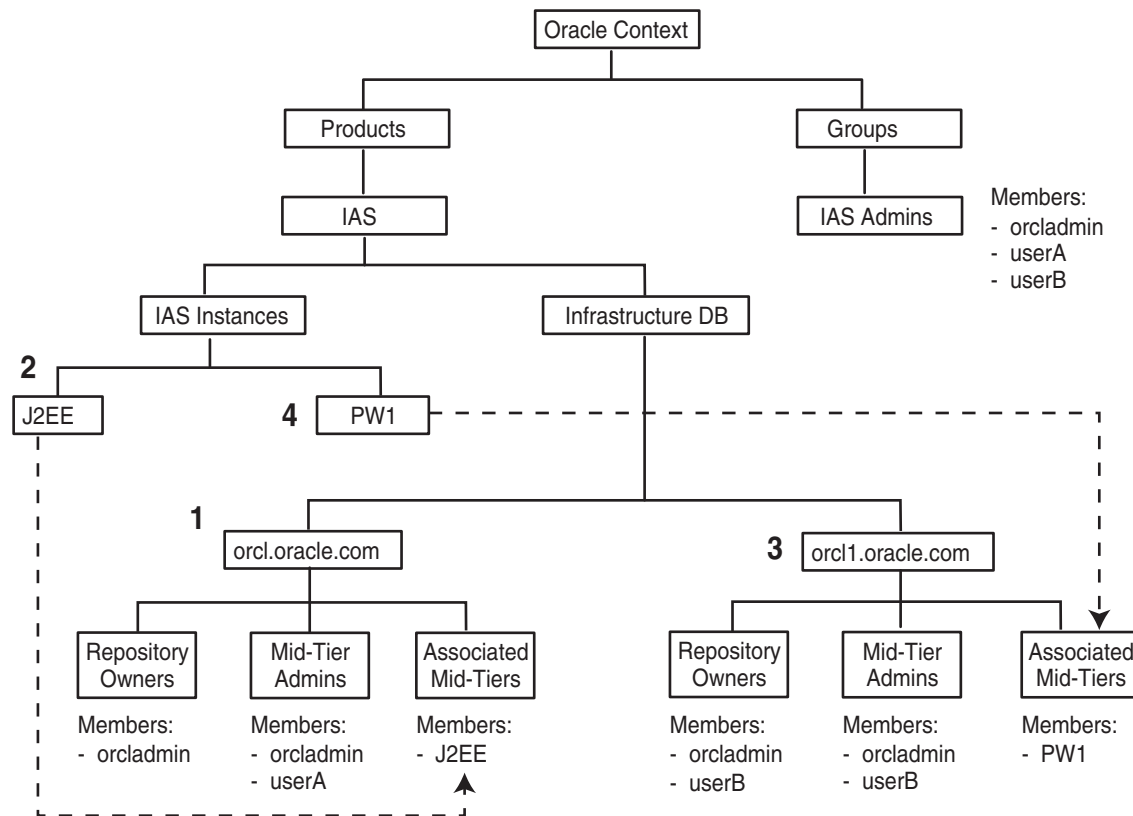 Oracle Context
Products
Groups
IAS
IAS Admins
Members:
- orcladmin
- userA
- userB
IAS Instances
Infrastructure DB
2
J2EE
4
PW1
1
orcl.oracle.com
3
orcl1.oracle.com
Repository
Owners
Mid-Tier
Admins
Associated
Mid-Tiers
Repository
Owners
Mid-Tier
Admins
Associated
Mid-Tiers
Members:
- orcladmin
Members:
- orcladmin
- userA
Members:
- J2EE
Members:
- orcladmin
- userB
Members:
- orcladmin
- userB
Members:
- PW1